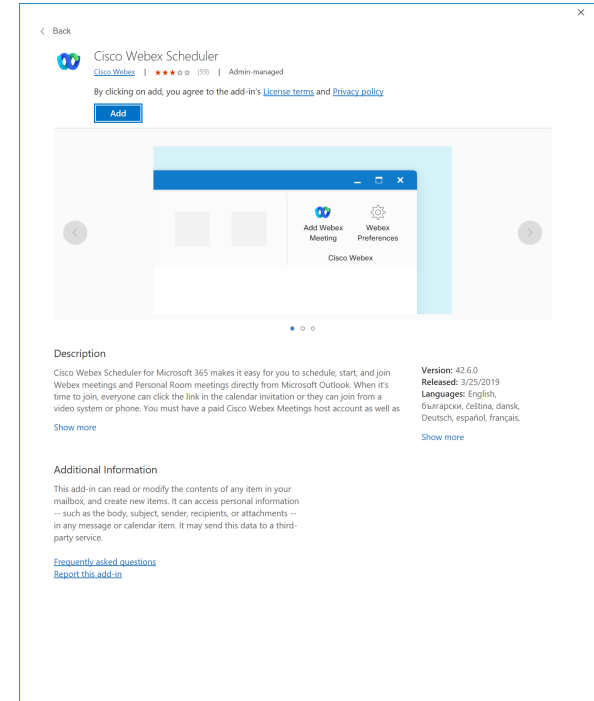 Back
Cisco Webex Scheduler
Cisco Webex | ★★★☆☆ (59) | Admin-managed
By clicking on add, you agree to the add-in's License terms and Privacy policy
Add
Add Webex Meeting
Webex Preferences
Cisco Webex
Description
Cisco Webex Scheduler for Microsoft 365 makes it easy for you to schedule, start, and join
Webex meetings and Personal Room meetings directly from Microsoft Outlook. When it's
time to join, everyone can click the link in the calendar invitation or they can join from a
video system or phone. You must have a paid Cisco Webex Meetings host account as well as
Show more
Version: 42.6.0
Released: 3/25/2019
Languages: English,
български, čeština, dansk,
Deutsch, español, français,
Show more
Additional Information
This add-in can read or modify the contents of any item in your
mailbox, and create new items. It can access personal information
-- such as the body, subject, sender, recipients, or attachments --
in any message or calendar item. It may send this data to a third-
party service.
Frequently asked questions
Report this add-in